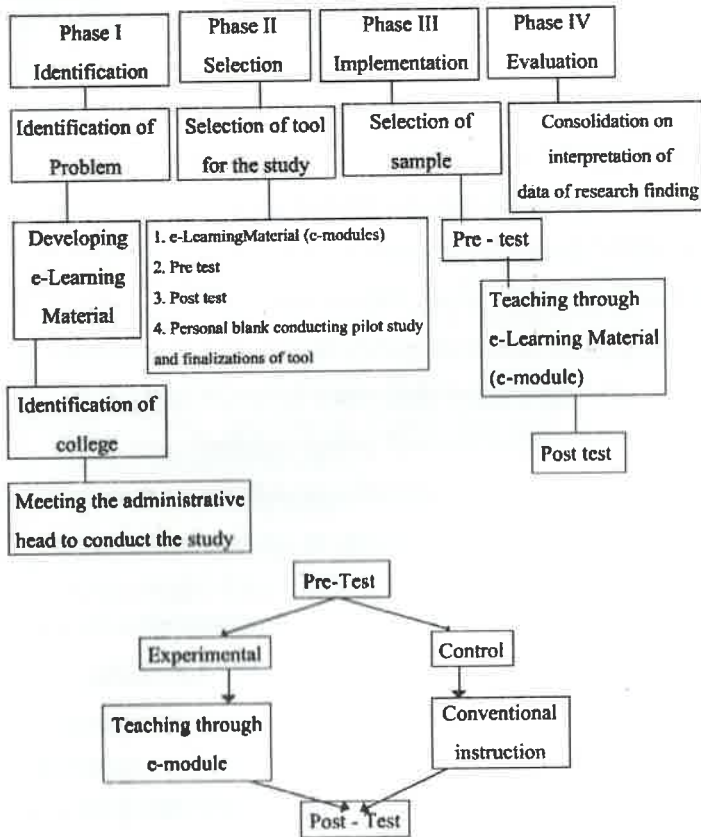 Phase I
Identification
Phase II
Selection
Phase III
Implementation
Phase IV
Evaluation
Identification of
Problem
Selection of tool
for the study
Selection of
sample
Consolidation on
interpretation of
data of research finding
Developing
e-Learning
Material
1. e-LearningMaterial (e-modules)
2. Pre test
3. Post test
4. Personal blank conducting pilot study
and finalizations of tool
Pre - test
Teaching through
e-Learning Material
(e-module)
Identification of
college
Post test
Meeting the administrative
head to conduct the study
Pre-Test
Experimental
Control
Teaching through
e-module
Conventional
instruction
Post - Test